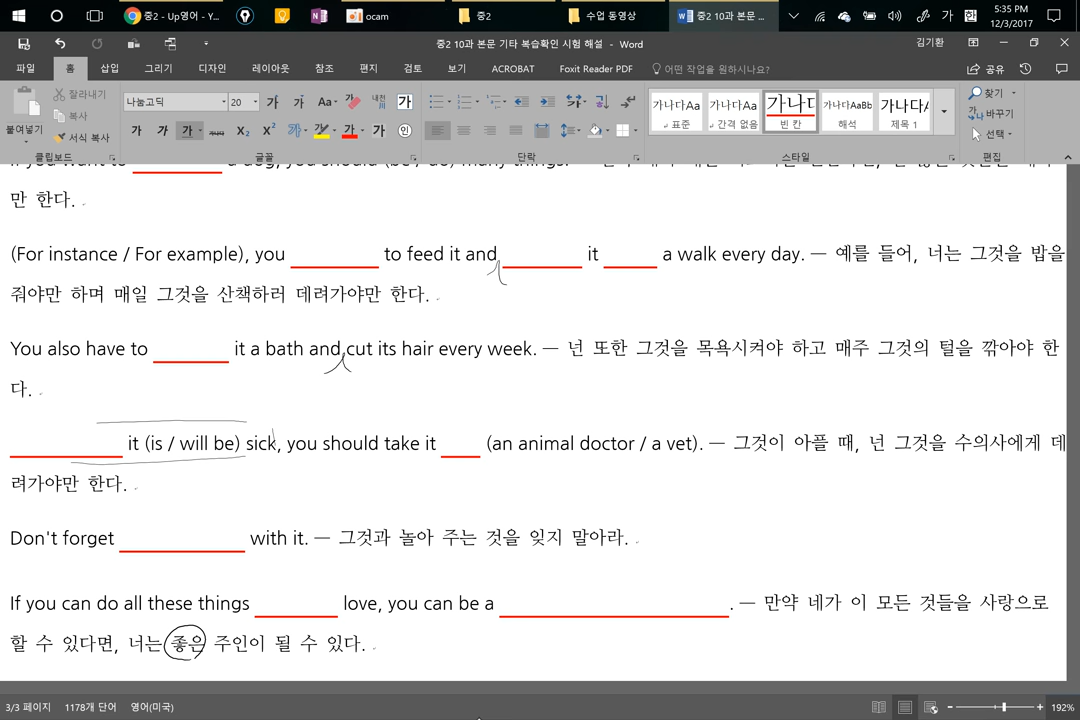 중2 - Up영어 - Y...
ocam
중2
수업 동영상
중2 10과 본문 ...
가
한
5:35 PM
12/3/2017
중2 10과 본문 기타 복습확인 시험 해설 - Word
김기환
파일 홈 삽입 그리기 디자인 레이아웃 참조 편지 검토 보기 ACROBAT Foxit Reader PDF 어떤 작업을 원하시나요? 공유
붙여넣기
잘라내기
복사
서식 복사
클립보드
나눔고딕 20
글꼴
단락
가나다Aa 가나다Aa 가나다 가나다AaBb 가나다A
표준 간격 없음 빈 칸 해석 제목 1
스타일
찾기
바꾸기
선택
편집
만 한다.
(For instance / For example), you to feed it and it a walk every day. — 예를 들어, 너는 그것을 밥을
줘야만 하며 매일 그것을 산책하러 데려가야만 한다.
You also have to it a bath and cut its hair every week. — 넌 또한 그것을 목욕시켜야 하고 매주 그것의 털을 깎아야 한
다.
it (is / will be) sick, you should take it (an animal doctor / a vet). — 그것이 아플 때, 넌 그것을 수의사에게 데
려가야만 한다.
Don't forget with it. — 그것과 놀아 주는 것을 잊지 말아라.
If you can do all these things love, you can be a . — 만약 네가 이 모든 것들을 사랑으로
할 수 있다면, 너는 좋은 주인이 될 수 있다.
3/3 페이지 1178개 단어 영어(미국) 192%